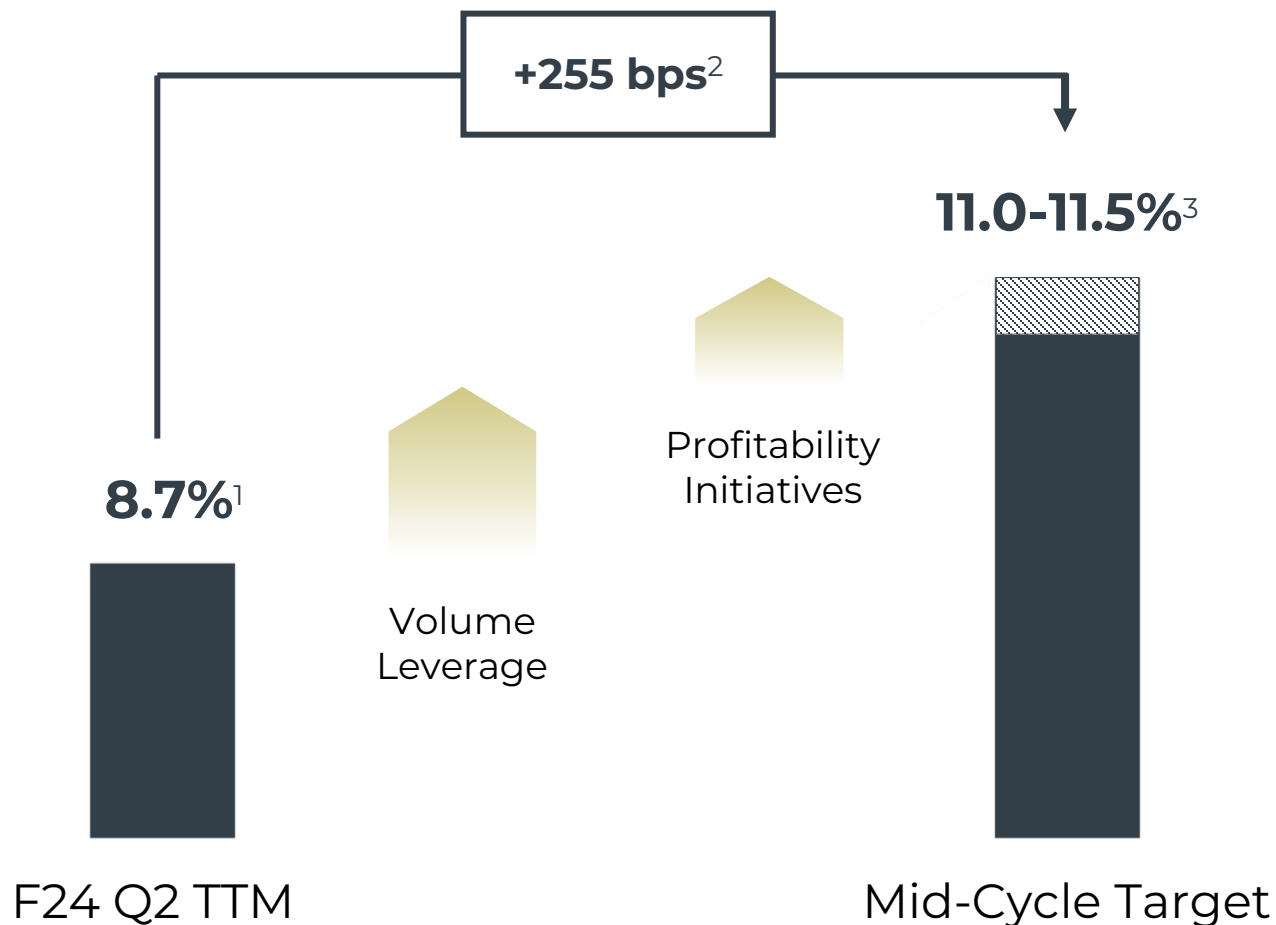 +255 bps²
11.0-11.5%³
Profitability
Initiatives
8.7%¹
Volume
Leverage
F24 Q2 TTM
Mid-Cycle Target